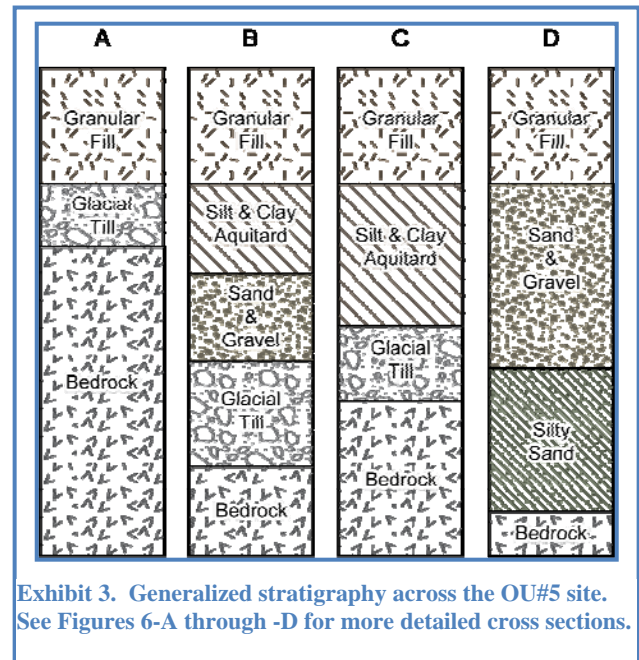 A B C D
Granular
Fill
Glacial
Till
Bedrock
Granular
Fill
Silt & Clay
Aquitard
Sand
&
Gravel
Glacial
Till
Bedrock
Granular
Fill
Silt & Clay
Aquitard
Glacial
Till
Bedrock
Granular
Fill
Sand
&
Gravel
Silty
Sand
Bedrock
Exhibit 3. Generalized stratigraphy across the OU#5 site.
See Figures 6-A through -D for more detailed cross sections.